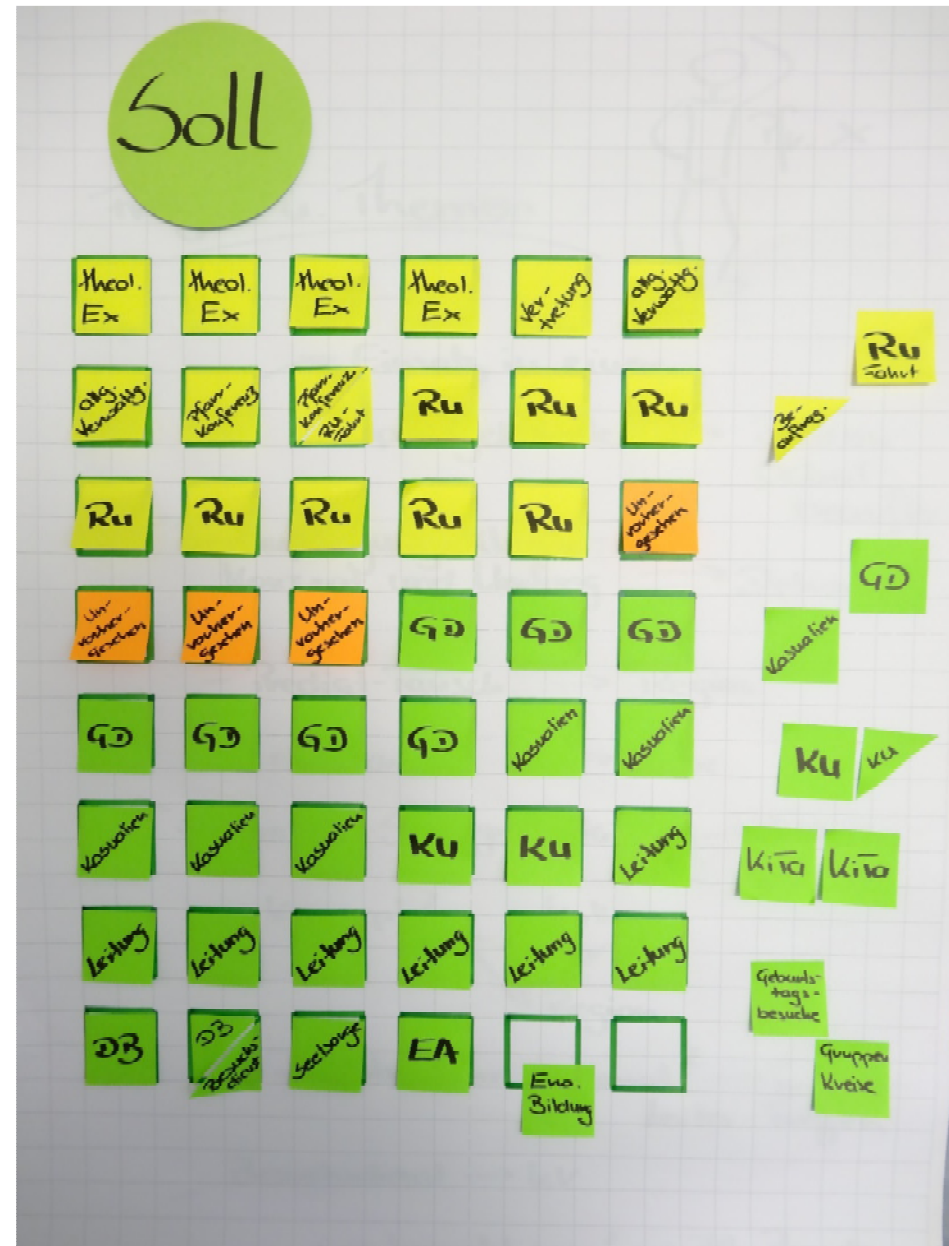 Soll
theol.
Ex
theol.
Ex
theol.
Ex
theol.
Ex
Ver-
tretung
allg.
Verwaltg.
allg.
Verwaltg.
Pfarr-
konferenz
Pfarr-
konferenz
RU-
Fahrt
Ru
Ru
Ru
Ru
Ru
Ru
Ru
Ru
Un-
vorher-
gesehen
Un-
vorher-
gesehen
Un-
vorher-
gesehen
Un-
vorher-
gesehen
GD
GD
GD
GD
GD
GD
GD
Kasualien
Kasualien
Kasualien
Kasualien
Kasualien
KU
KU
Leitung
Leitung
Leitung
Leitung
Leitung
Leitung
Leitung
DB
DB
Besuchs-
dienst
Seelsorge
EA
Bildung
Ru
Fahrt
Be-
auftrag.
GD
Kasualien
KU
KU
KiTa
KiTa
Geburts-
tags-
besuche
Gruppen
Kreise